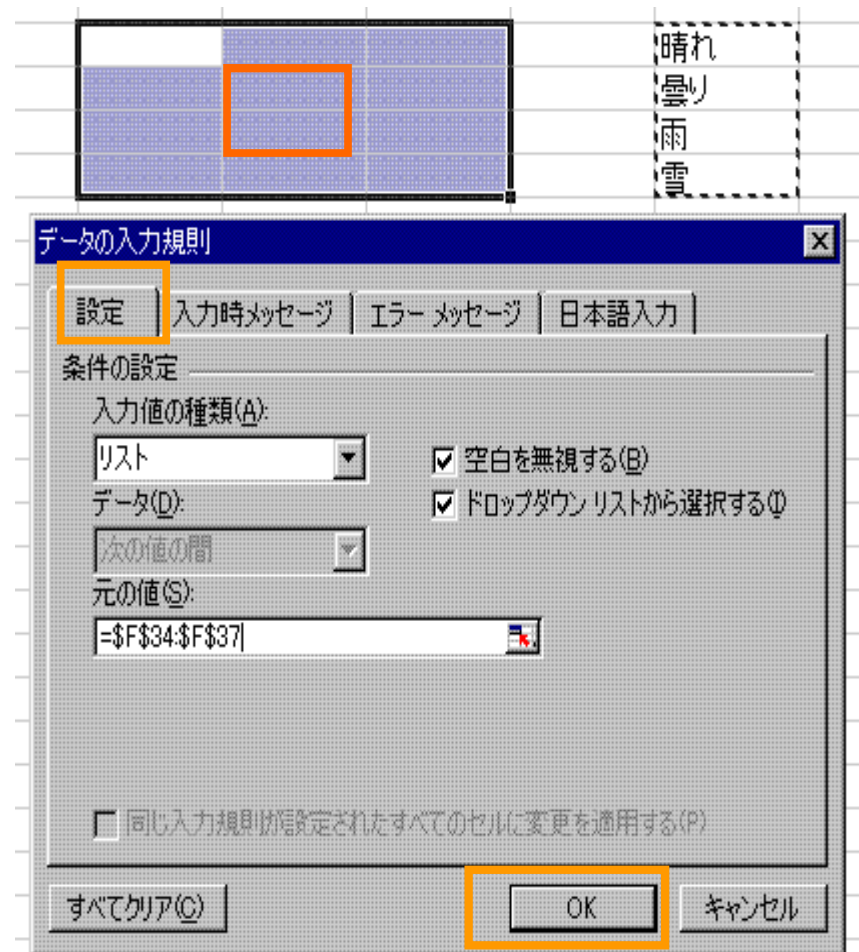 晴れ
曇り
雨
雪
データの入力規則
設定 入力時メッセージ エラー メッセージ 日本語入力
条件の設定
入力値の種類(A):
リスト
空白を無視する(B)
データ(D):
ドロップダウン リストから選択する(I)
次の値の間
元の値(S):
=$F$34:$F$37
同じ入力規則が設定されたすべてのセルに変更を適用する(P)
すべてクリア(C) OK キャンセル